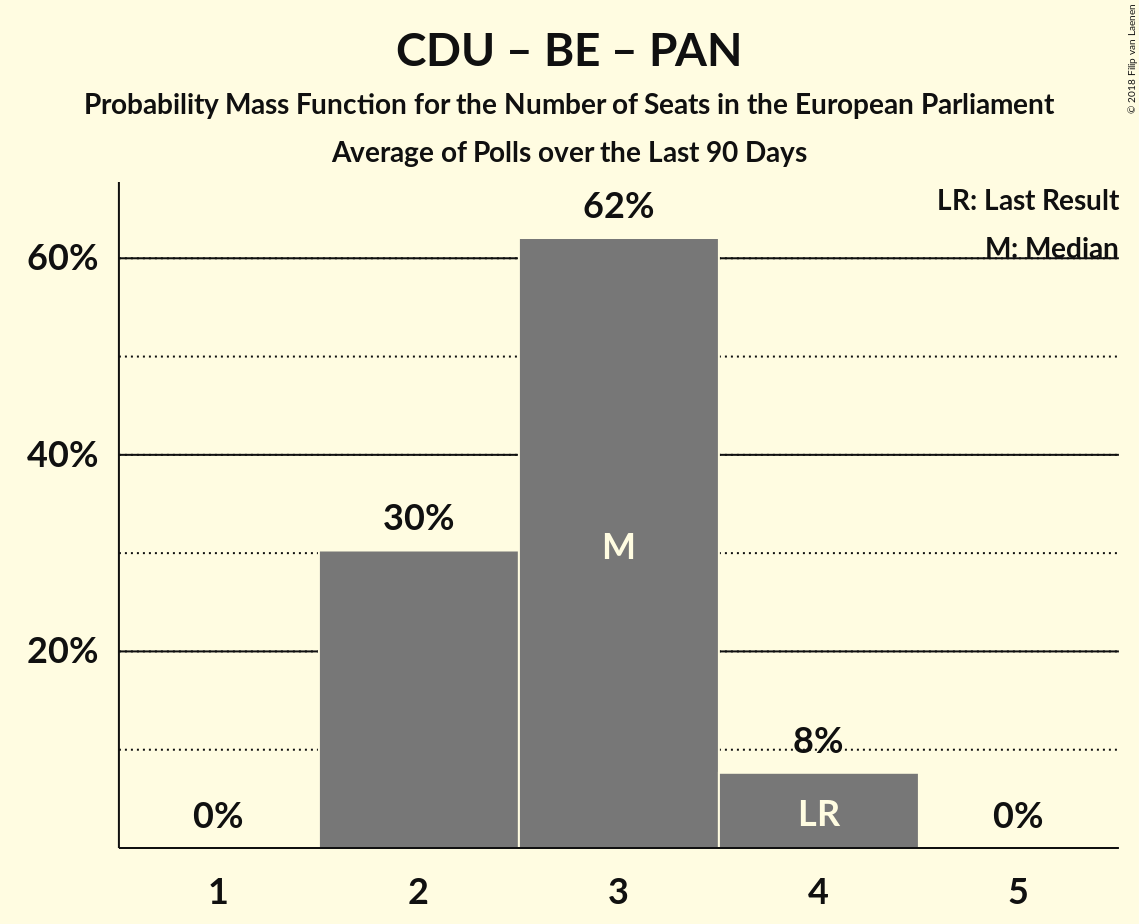 CDU – BE – PAN
Probability Mass Function for the Number of Seats in the European Parliament
Average of Polls over the Last 90 Days
© 2018 Filip van Laenen
LR: Last Result
M: Median
62%
60%
40%
30%
M
20%
8%
LR
0%
0%
1 2 3 4 5